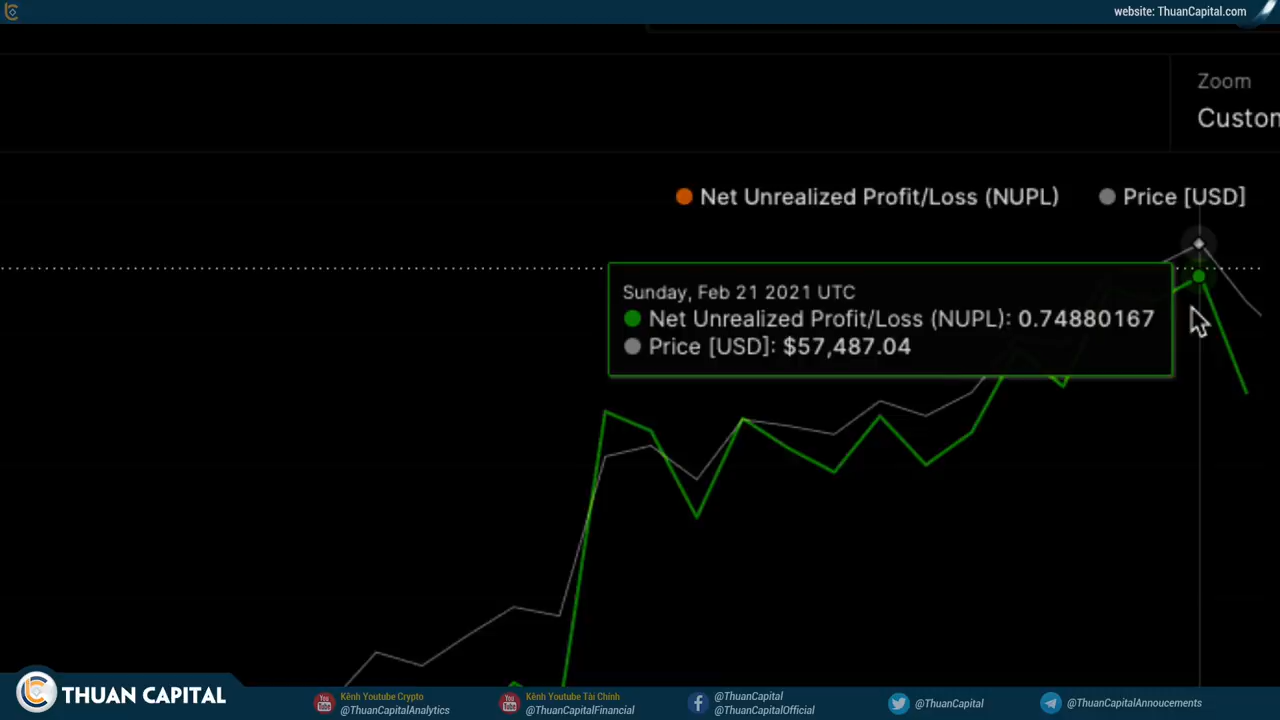 website: ThuanCapital.com
Zoom
Custom
Net Unrealized Profit/Loss (NUPL)
Price [USD]
Sunday, Feb 21 2021 UTC
Net Unrealized Profit/Loss (NUPL): 0.74880167
Price [USD]: $57,487.04
THUAN CAPITAL
Kênh Youtube Crypto
@ThuanCapitalAnalytics
Kênh Youtube Tài Chính
@ThuanCapitalFinancial
@ThuanCapital
@ThuanCapitalOfficial
@ThuanCapital
@ThuanCapitalAnnoucements